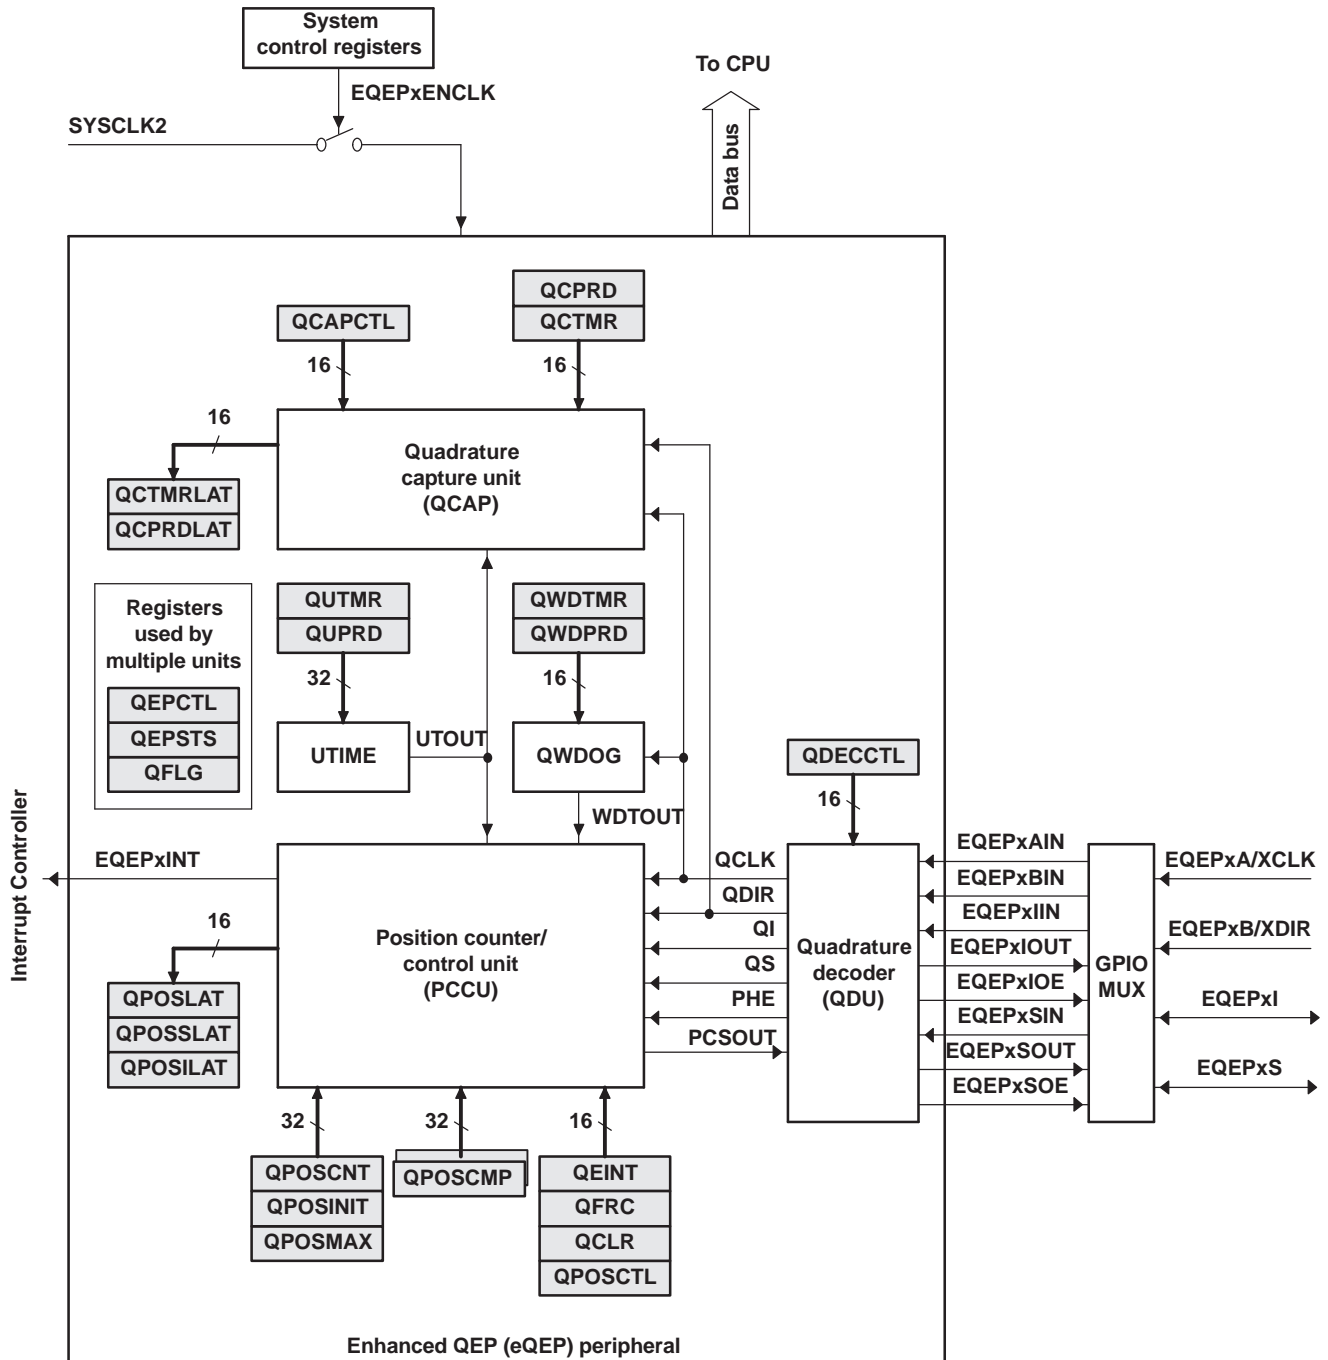 System
control registers
To CPU
EQEPxENCLK
SYSCLK2
Data bus
QCPRD
QCAPCTL
QCTMR
16
16
16
Quadrature
capture unit
(QCAP)
QCTMRLAT
QCPRDLAT
Registers
used by
multiple units
QEPCTL
QEPSTS
QFLG
QUTMR
QUPRD
32
UTIME
UTOUT
QWDTMR
QWDPRD
16
QWDOG
WDTOUT
QDECCTL
16
Interrupt Controller
EQEPxINT
16
QPOSLAT
QPOSSLAT
QPOSILAT
Position counter/
control unit
(PCCU)
QCLK
QDIR
QI
QS
PHE
PCSOUT
Quadrature
decoder
(QDU)
EQEPxAIN
EQEPxBIN
EQEPxIIN
EQEPxIOUT
EQEPxIOE
EQEPxSIN
EQEPxSOUT
EQEPxSOE
GPIO
MUX
EQEPxA/XCLK
EQEPxB/XDIR
EQEPxI
EQEPxS
32
32
16
QPOSCNT
QPOSINIT
QPOSMAX
QPOSCMP
QEINT
QFRC
QCLR
QPOSCTL
Enhanced QEP (eQEP) peripheral